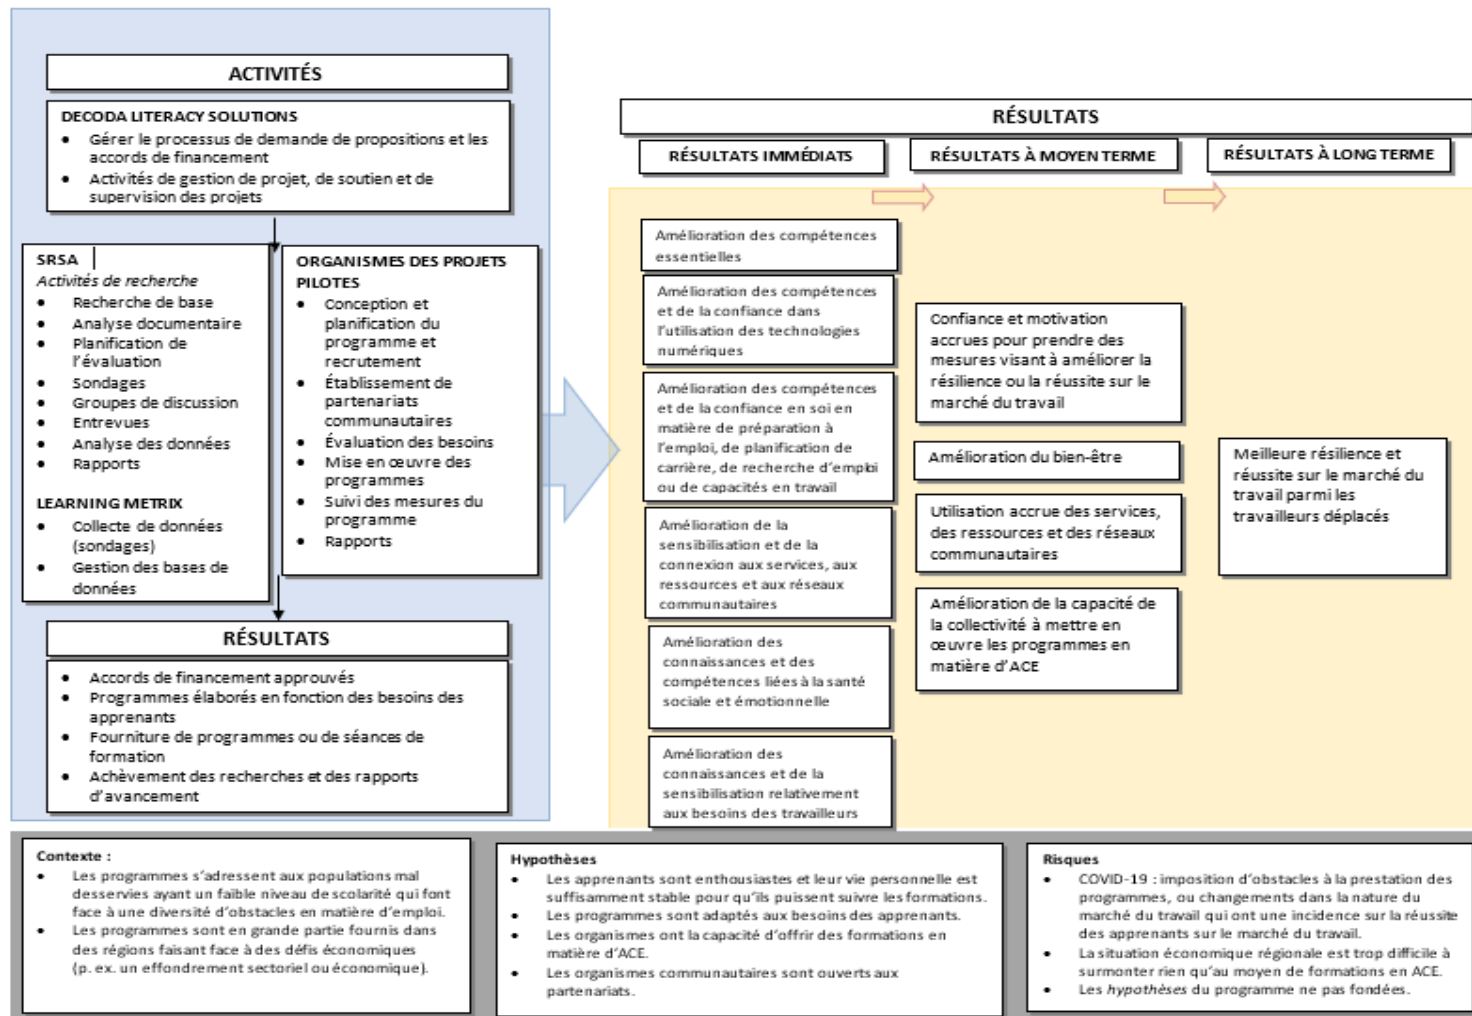 ACTIVITÉS
DECODA LITERACY SOLUTIONS
• Gérer le processus de demande de propositions et les
accords de financement
• Activités de gestion de projet, de soutien et de
supervision des projets
SRSA
Activités de recherche
• Recherche de base
• Analyse documentaire
• Planification de
l'évaluation
• Sondages
• Groupes de discussion
• Entrevues
• Analyse des données
• Rapports
LEARNING METRIX
• Collecte de données
(sondages)
• Gestion des bases de
données
ORGANISMES DES PROJETS
PILOTES
• Conception et
planification du
programme et
recrutement
• Établissement de
partenariats
communautaires
• Évaluation des besoins
• Mise en œuvre des
programmes
• Suivi des mesures du
programme
• Rapports
RÉSULTATS
• Accords de financement approuvés
• Programmes élaborés en fonction des besoins des
apprenants
• Fourniture de programmes ou de séances de
formation
• Achèvement des recherches et des rapports
d'avancement
RÉSULTATS
RÉSULTATS IMMÉDIATS
RÉSULTATS À MOYEN TERME
RÉSULTATS À LONG TERME
Amélioration des compétences
essentielles
Amélioration des compétences
et de la confiance dans
l'utilisation des technologies
numériques
Amélioration des compétences
et de la confiance en soi en
matière de préparation à
l'emploi, de planification de
carrière, de recherche d'emploi
ou de capacités en travail
Amélioration de la
sensibilisation et de la
connexion aux services, aux
ressources et aux réseaux
communautaires
Amélioration des
connaissances et des
compétences liées à la santé
sociale et émotionnelle
Amélioration des
connaissances et de la
sensibilisation relativement
aux besoins des travailleurs
Confiance et motivation
accrues pour prendre des
mesures visant à améliorer la
résilience ou la réussite sur le
marché du travail
Amélioration du bien-être
Utilisation accrue des services,
des ressources et des réseaux
communautaires
Amélioration de la capacité de
la collectivité à mettre en
œuvre les programmes en
matière d'ACE
Meilleure résilience et
réussite sur le marché du
travail parmi les
travailleurs déplacés
Contexte :
• Les programmes s'adressent aux populations mal
desservies ayant un faible niveau de scolarité qui font
face à une diversité d'obstacles en matière d'emploi.
• Les programmes sont en grande partie fournis dans
des régions faisant face à des défis économiques
(p. ex. un effondrement sectoriel ou économique).
Hypothèses
• Les apprenants sont enthousiastes et leur vie personnelle est
suffisamment stable pour qu'ils puissent suivre les formations.
• Les programmes sont adaptés aux besoins des apprenants.
• Les organismes ont la capacité d'offrir des formations en
matière d'ACE.
• Les organismes communautaires sont ouverts aux
partenariats.
Risques
• COVID-19 : imposition d'obstacles à la prestation des
programmes, ou changements dans la nature du
marché du travail qui ont une incidence sur la réussite
des apprenants sur le marché du travail.
• La situation économique régionale est trop difficile à
surmonter rien qu'au moyen de formations en ACE.
• Les hypothèses du programme ne pas fondées.